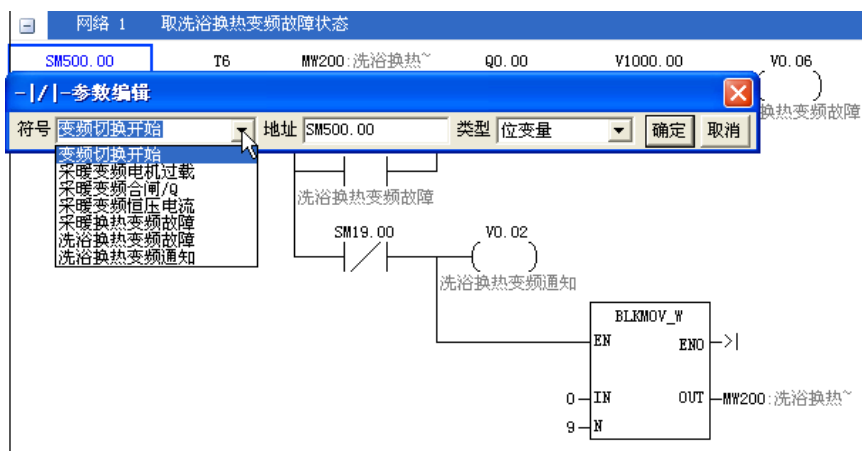 网络 1 取洗浴换热变频故障状态
SM500.00 T6 MW200:洗浴换热~ Q0.00 V1000.00 V0.06
-|/|-参数编辑
换热变频故障
符号 变频切换开始 地址 SM500.00 类型 位变量 确定 取消
变频切换开始
采暖变频电机过载
采暖变频合闸/Q
采暖变频恒压电流
采暖换热变频故障
洗浴换热变频故障
洗浴换热变频通知
洗浴换热变频故障
SM19.00 V0.02
洗浴换热变频通知
BLKMOV_W
EN ENO
0 IN OUT MW200:洗浴换热~
9 N